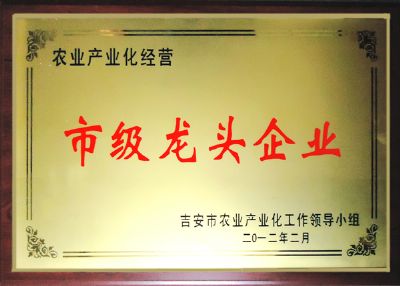 农业产业化经营
市级龙头企业
吉安市农业产业化工作领导小组
二〇一二年二月